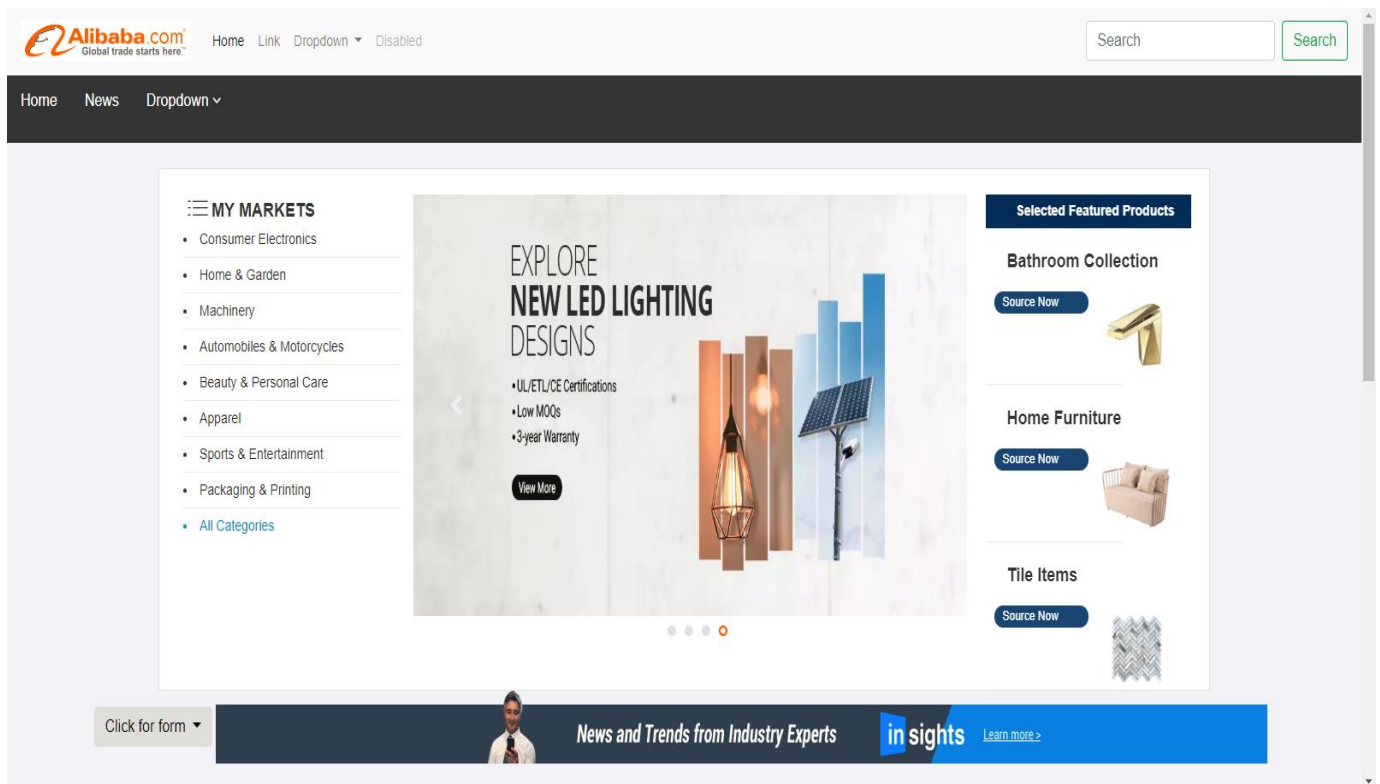 Alibaba.com
Global trade starts here.™
Home Link Dropdown Disabled
Search
Search
Home News Dropdown
MY MARKETS
• Consumer Electronics
• Home & Garden
• Machinery
• Automobiles & Motorcycles
• Beauty & Personal Care
• Apparel
• Sports & Entertainment
• Packaging & Printing
• All Categories
EXPLORE
NEW LED LIGHTING
DESIGNS
• UL/ETL/CE Certifications
• Low MOQs
• 3-year Warranty
View More
Selected Featured Products
Bathroom Collection
Source Now
Home Furniture
Source Now
Tile Items
Source Now
Click for form
News and Trends from Industry Experts
in sights
Learn more >